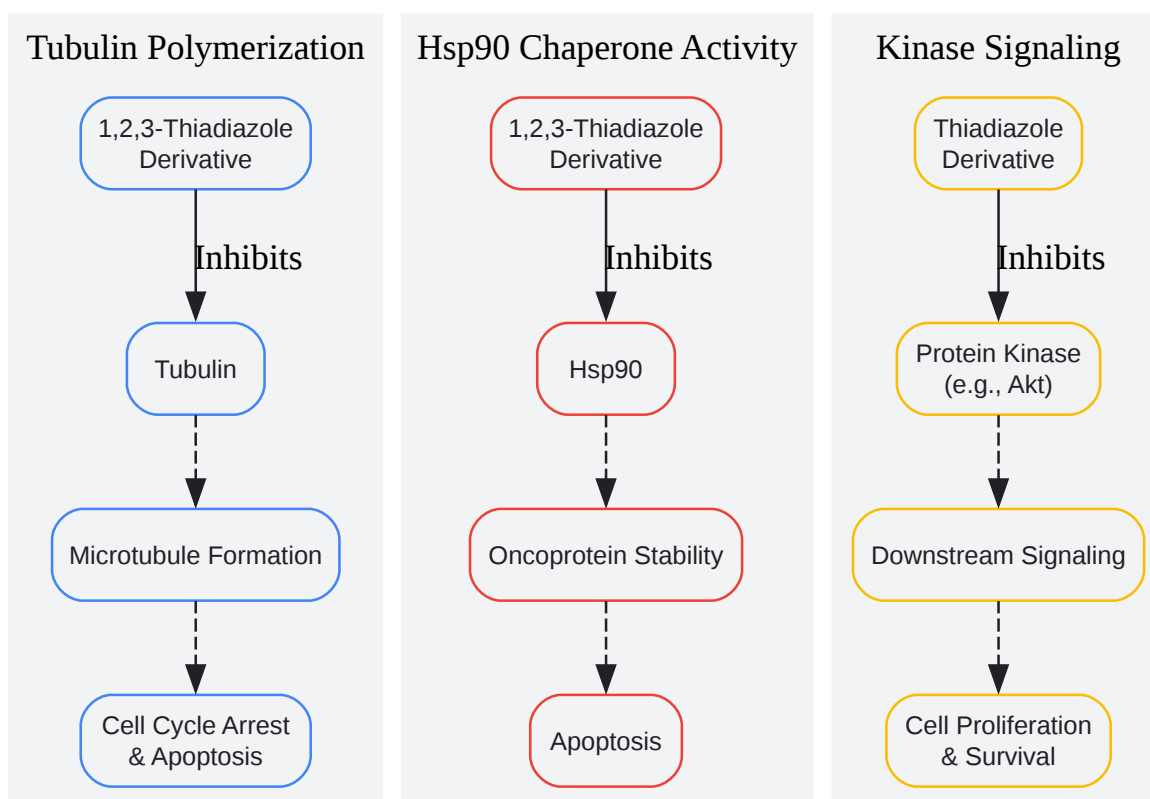 Tubulin Polymerization
1,2,3-Thiadiazole
Derivative
Inhibits
Tubulin
Microtubule Formation
Cell Cycle Arrest
& Apoptosis
Hsp90 Chaperone Activity
1,2,3-Thiadiazole
Derivative
Inhibits
Hsp90
Oncoprotein Stability
Apoptosis
Kinase Signaling
Thiadiazole
Derivative
Inhibits
Protein Kinase
(e.g., Akt)
Downstream Signaling
Cell Proliferation
& Survival